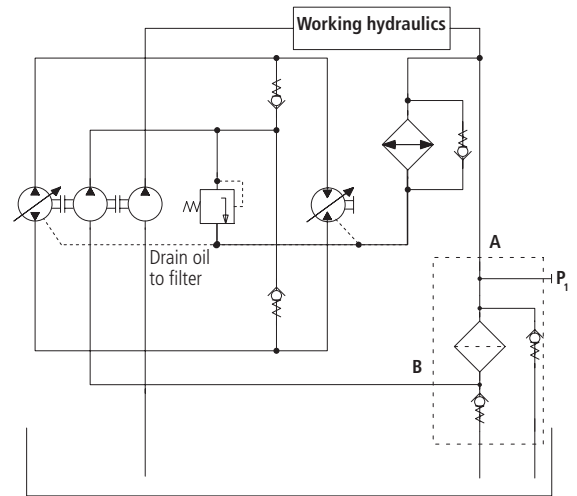 Working hydraulics
Drain oil
to filter
A
P₁
B